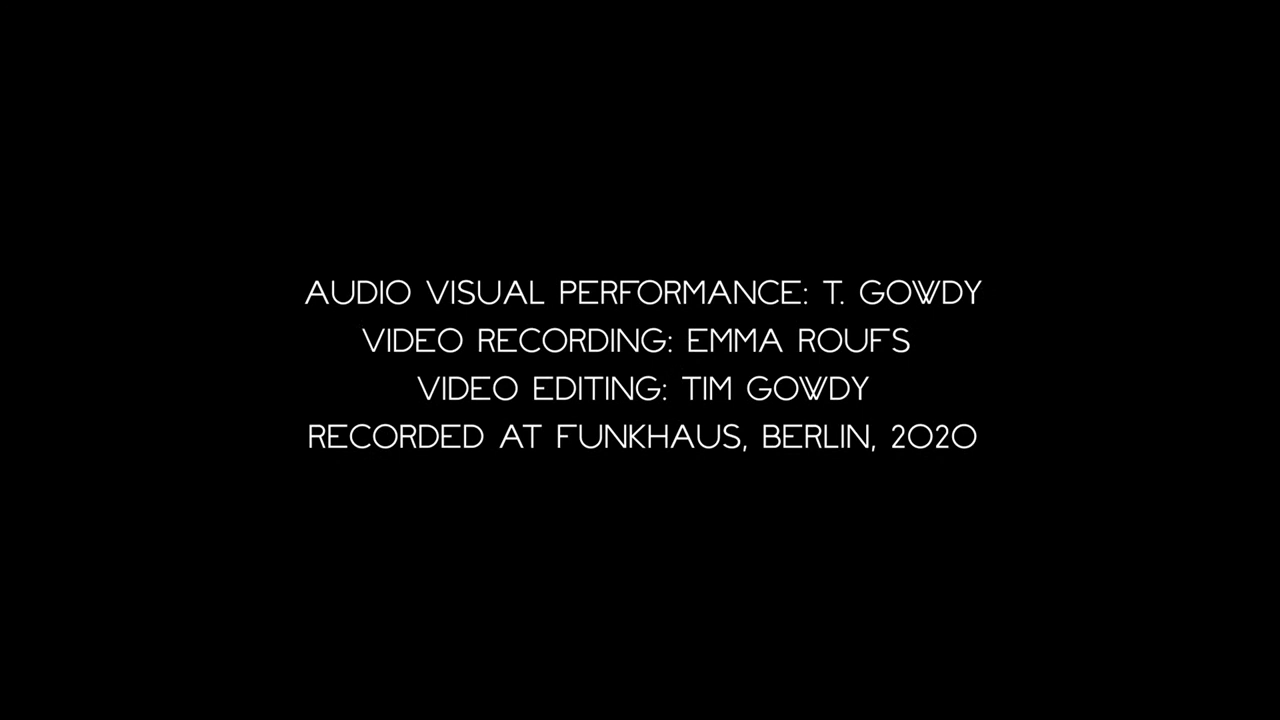 AUDIO VISUAL PERFORMANCE: T. GOWDY
VIDEO RECORDING: EMMA ROUFS
VIDEO EDITING: TIM GOWDY
RECORDED AT FUNKHAUS, BERLIN, 2020